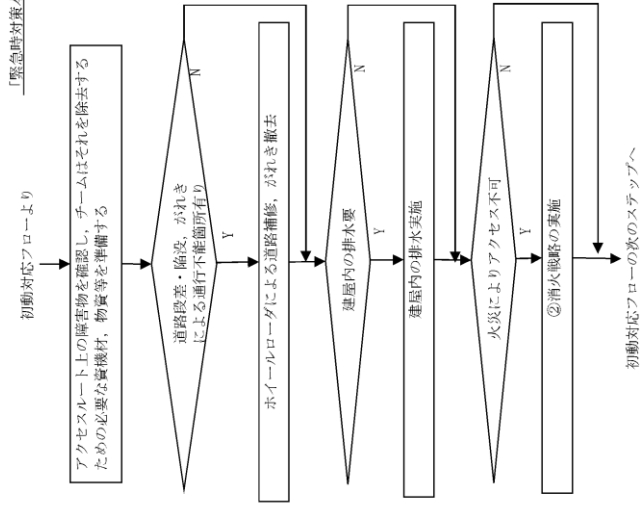 「緊急時対策
初動対応フローより
アクセスルート上の障害物を確認し，チームはそれを除去する
ための必要な資機材，物資等を準備する
道路段差・陥没，がれき
による通行不能箇所有り
N
Y
ホイールローダによる道路補修，がれき撤去
建屋内の排水要
N
Y
建屋内の排水実施
火災によりアクセス不可
N
Y
②消火戦略の実施
初動対応フローの次のステップへ